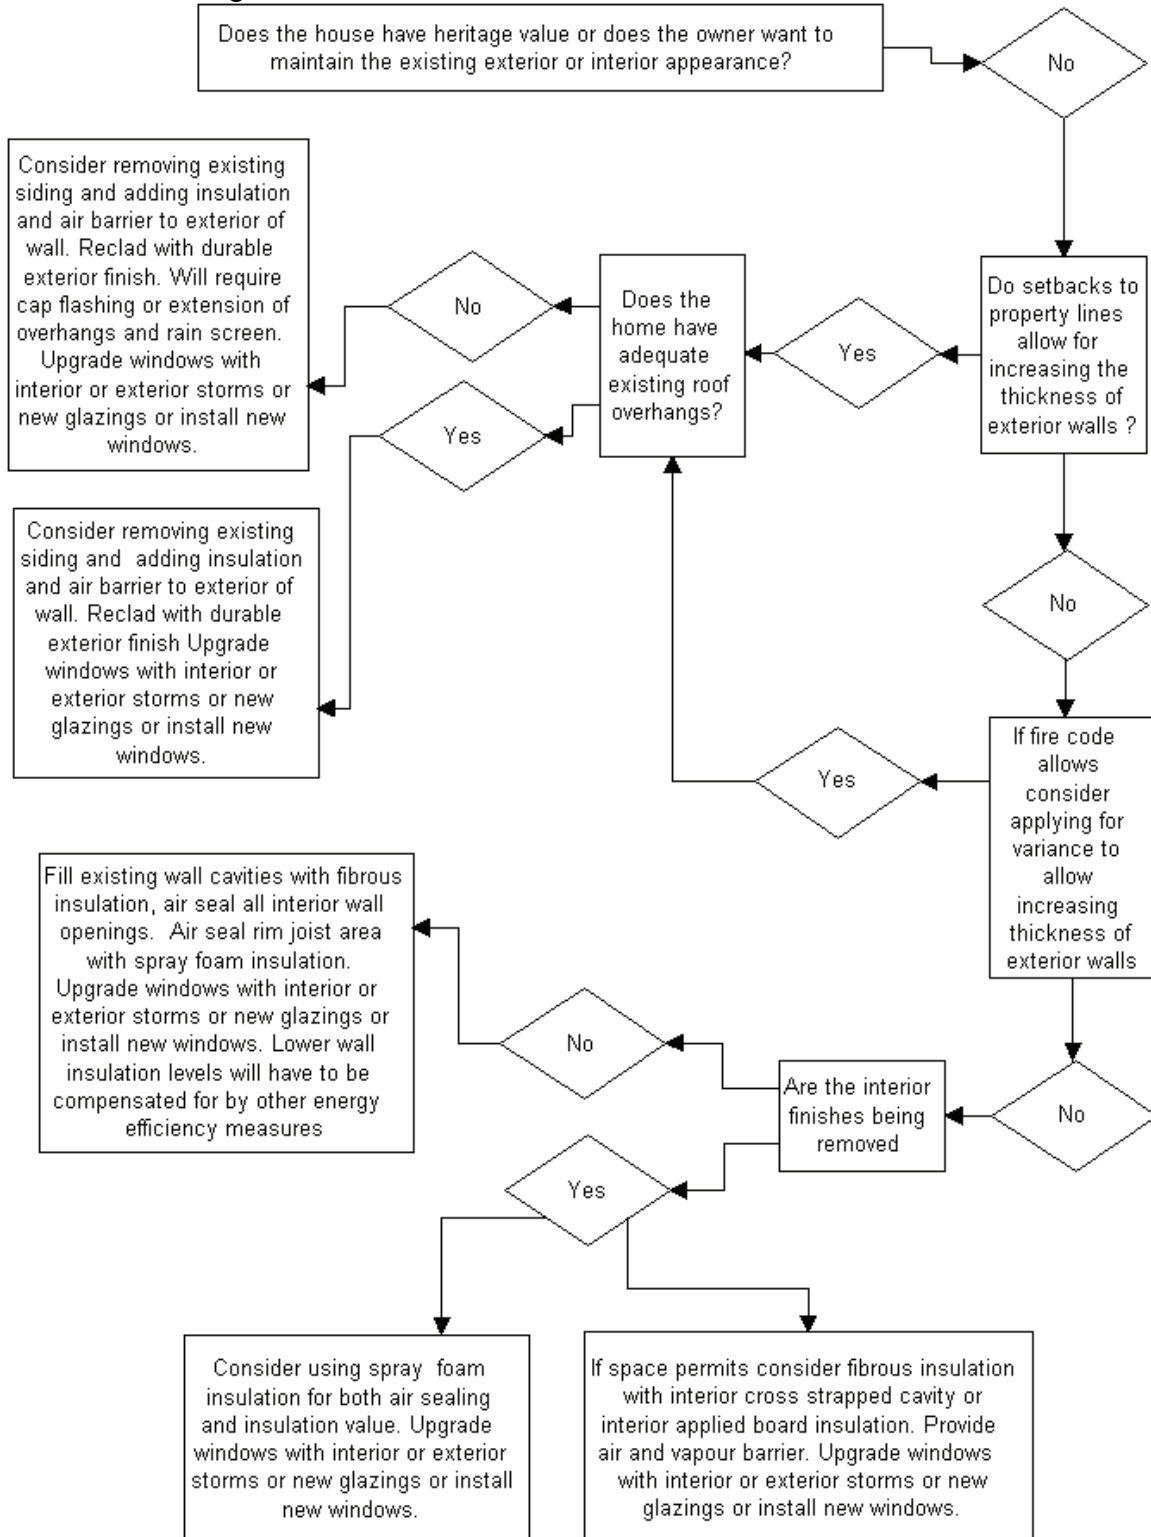 Does the house have heritage value or does the owner want to
maintain the existing exterior or interior appearance?
No
Consider removing existing
siding and adding insulation
and air barrier to exterior of
wall. Reclad with durable
exterior finish. Will require
cap flashing or extension of
overhangs and rain screen.
Upgrade windows with
interior or exterior storms or
new glazings or install new
windows.
No
Yes
Does the
home have
adequate
existing roof
overhangs?
Yes
Do setbacks to
property lines
allow for
increasing the
thickness of
exterior walls ?
No
Consider removing existing
siding and  adding insulation
and air barrier to exterior of
wall. Reclad with durable
exterior finish Upgrade
windows with interior or
exterior storms or new
glazings or install new
windows.
Yes
If fire code
allows
consider
applying for
variance to
allow
increasing
thickness of
exterior walls
Fill existing wall cavities with fibrous
insulation, air seal all interior wall
openings.  Air seal rim joist area
with spray foam insulation.
Upgrade windows with interior or
exterior storms or new glazings or
install new windows. Lower wall
insulation levels will have to be
compensated for by other energy
efficiency measures
No
Are the interior
finishes being
removed
No
Yes
Consider using spray  foam
insulation for both air sealing
and insulation value. Upgrade
windows with interior or exterior
storms or new glazings or install
new windows.
If space permits consider fibrous insulation
with interior cross strapped cavity or
interior applied board insulation. Provide
air and vapour barrier. Upgrade windows
with interior or exterior storms or new
glazings or install new windows.